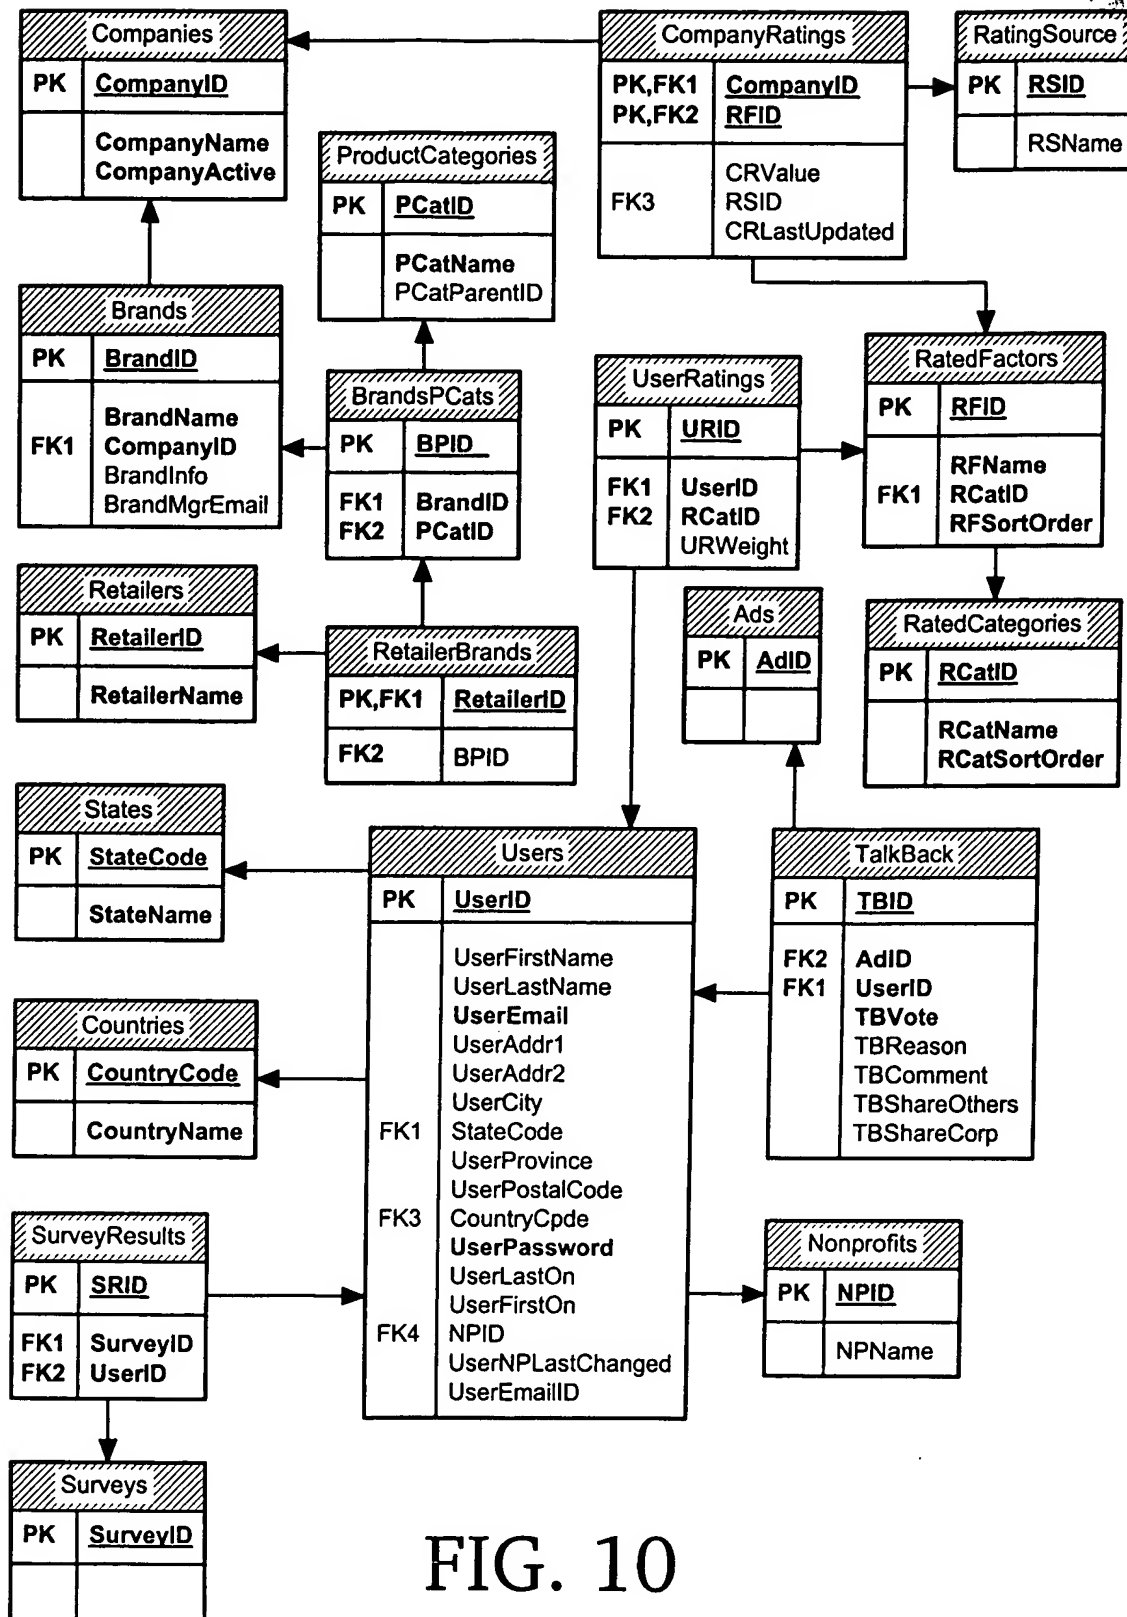 Companies
PK CompanyID
CompanyName
CompanyActive
CompanyRatings
PK,FK1 CompanyID
PK,FK2 RFID
CRValue
FK3 RSID
CRLastUpdated
RatingSource
PK RSID
RSName
ProductCategories
PK PCatID
PCatName
PCatParentID
Brands
PK BrandID
BrandName
FK1 CompanyID
BrandInfo
BrandMgrEmail
BrandsPCats
PK BPID
FK1 BrandID
FK2 PCatID
UserRatings
PK URID
FK1 UserID
FK2 RCatID
URWeight
RatedFactors
PK RFID
RFName
FK1 RCatID
RFSortOrder
Retailers
PK RetailerID
RetailerName
RetailerBrands
PK,FK1 RetailerID
FK2 BPID
Ads
PK AdID
RatedCategories
PK RCatID
RCatName
RCatSortOrder
States
PK StateCode
StateName
Users
PK UserID
UserFirstName
UserLastName
UserEmail
UserAddr1
UserAddr2
UserCity
FK1 StateCode
UserProvince
UserPostalCode
FK3 CountryCpde
UserPassword
UserLastOn
UserFirstOn
FK4 NPID
UserNPLastChanged
UserEmailID
TalkBack
PK TBID
FK2 AdID
FK1 UserID
TBVote
TBReason
TBComment
TBShareOthers
TBShareCorp
Countries
PK CountryCode
CountryName
SurveyResults
PK SRID
FK1 SurveyID
FK2 UserID
Nonprofits
PK NPID
NPName
Surveys
PK SurveyID
FIG. 10